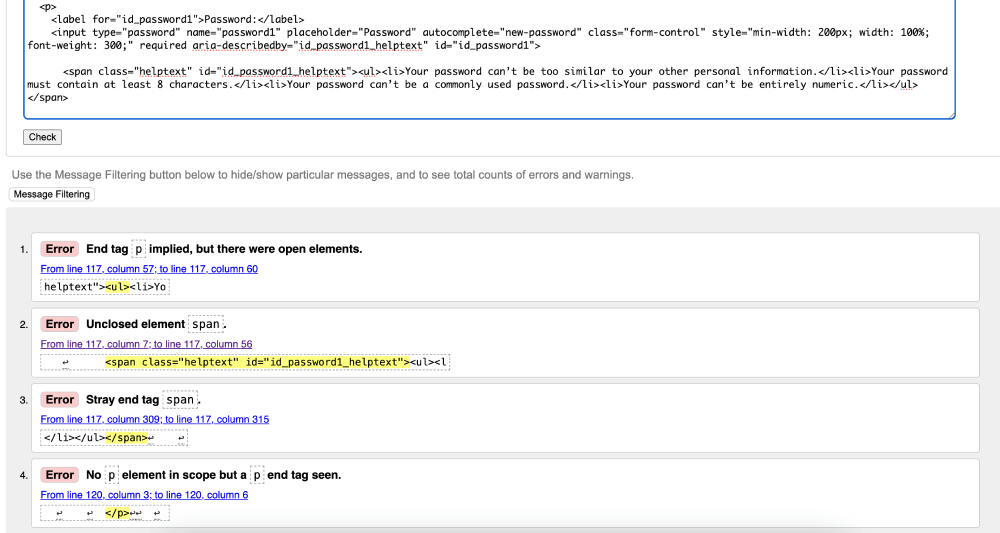 <p>
<label for="id_password1">Password:</label>
<input type="password" name="password1" placeholder="Password" autocomplete="new-password" class="form-control" style="min-width: 200px; width: 100%;
font-weight: 300;" required aria-describedby="id_password1_helptext" id="id_password1">
<span class="helptext" id="id_password1_helptext"><ul><li>Your password can’t be too similar to your other personal information.</li><li>Your password
must contain at least 8 characters.</li><li>Your password can’t be a commonly used password.</li><li>Your password can’t be entirely numeric.</li></ul>
</span>
Check
Use the Message Filtering button below to hide/show particular messages, and to see total counts of errors and warnings.
Message Filtering
1. Error End tag p implied, but there were open elements.
From line 117, column 57; to line 117, column 60
helptext"><ul><li>Yo
2. Error Unclosed element span.
From line 117, column 7; to line 117, column 56
↩ <span class="helptext" id="id_password1_helptext"><ul><l
3. Error Stray end tag span.
From line 117, column 309; to line 117, column 315
</li></ul></span>↩ ↩
4. Error No p element in scope but a p end tag seen.
From line 120, column 3; to line 120, column 6
↩ ↩ </p>↩↩ ↩